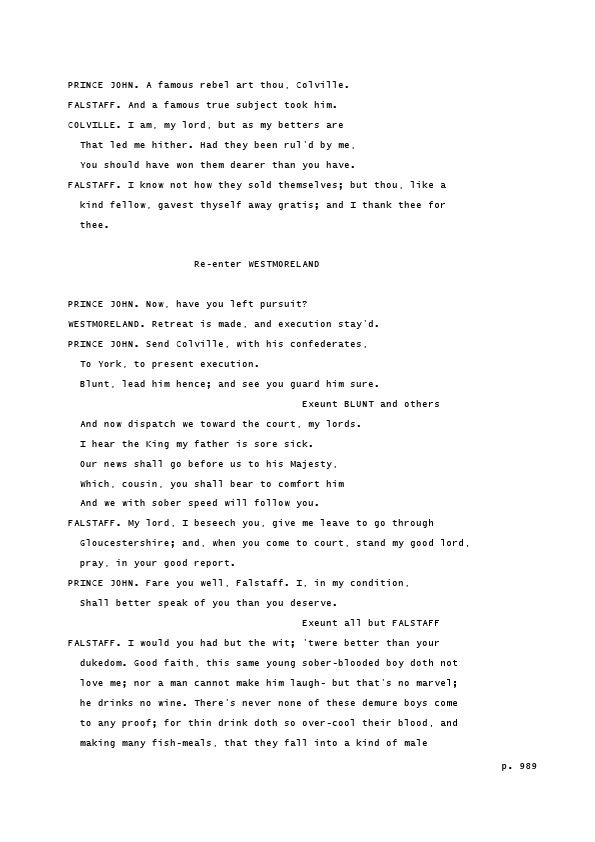 PRINCE JOHN. A famous rebel art thou, Colville.
FALSTAFF. And a famous true subject took him.
COLVILLE. I am, my lord, but as my betters are
That led me hither. Had they been rul'd by me,
You should have won them dearer than you have.
FALSTAFF. I know not how they sold themselves; but thou, like a
kind fellow, gavest thyself away gratis; and I thank thee for
thee.
Re-enter WESTMORELAND
PRINCE JOHN. Now, have you left pursuit?
WESTMORELAND. Retreat is made, and execution stay'd.
PRINCE JOHN. Send Colville, with his confederates,
To York, to present execution.
Blunt, lead him hence; and see you guard him sure.
Exeunt BLUNT and others
And now dispatch we toward the court, my lords.
I hear the King my father is sore sick.
Our news shall go before us to his Majesty,
Which, cousin, you shall bear to comfort him
And we with sober speed will follow you.
FALSTAFF. My lord, I beseech you, give me leave to go through
Gloucestershire; and, when you come to court, stand my good lord,
pray, in your good report.
PRINCE JOHN. Fare you well, Falstaff. I, in my condition,
Shall better speak of you than you deserve.
Exeunt all but FALSTAFF
FALSTAFF. I would you had but the wit; 'twere better than your
dukedom. Good faith, this same young sober-blooded boy doth not
love me; nor a man cannot make him laugh- but that's no marvel;
he drinks no wine. There's never none of these demure boys come
to any proof; for thin drink doth so over-cool their blood, and
making many fish-meals, that they fall into a kind of male
p. 989